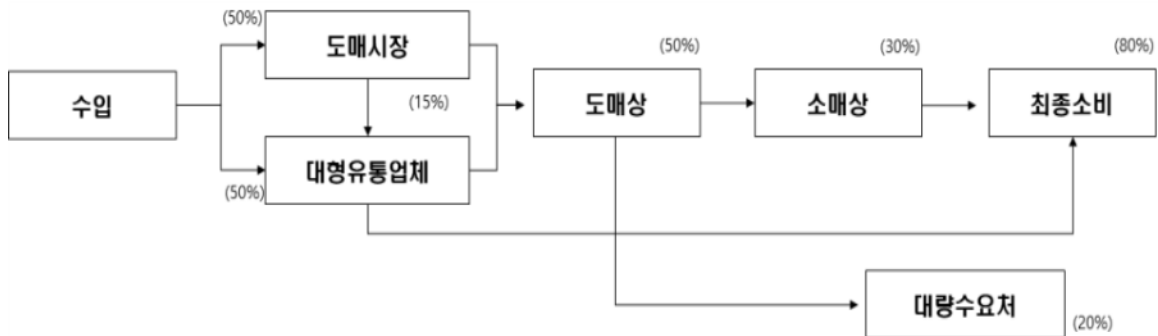 (50%)
도매시장
(50%)
(30%)
(80%)
수입
(15%)
도매상
소매상
최종소비
대형유통업체
(50%)
대량수요처
(20%)